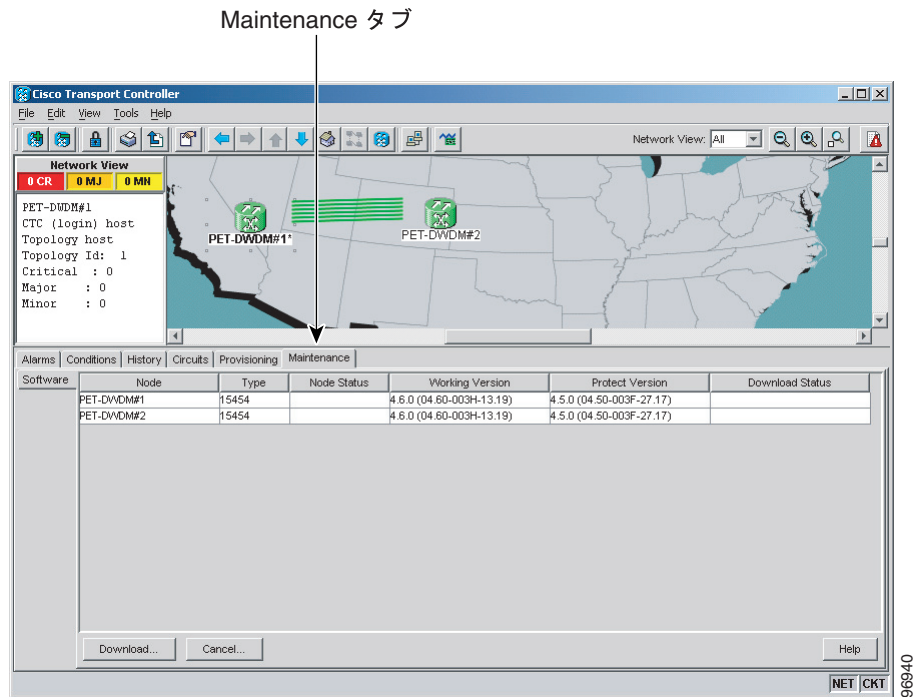 Maintenance タブ
Cisco Transport Controller
File Edit View Tools Help
Network View: All
Network View
0 CR 0 MJ 0 MN
PET-DWDM#1
CTC (login) host
Topology host
Topology Id: 1
Critical : 0
Major : 0
Minor : 0
PET-DWDM#1*
PET-DWDM#2
Alarms Conditions History Circuits Provisioning Maintenance
Software
Node Type Node Status Working Version Protect Version Download Status
PET-DWDM#1 15454 4.6.0 (04.60-003H-13.19) 4.5.0 (04.50-003F-27.17)
PET-DWDM#2 15454 4.6.0 (04.60-003H-13.19) 4.5.0 (04.50-003F-27.17)
Download... Cancel... Help
NET CKT
96940